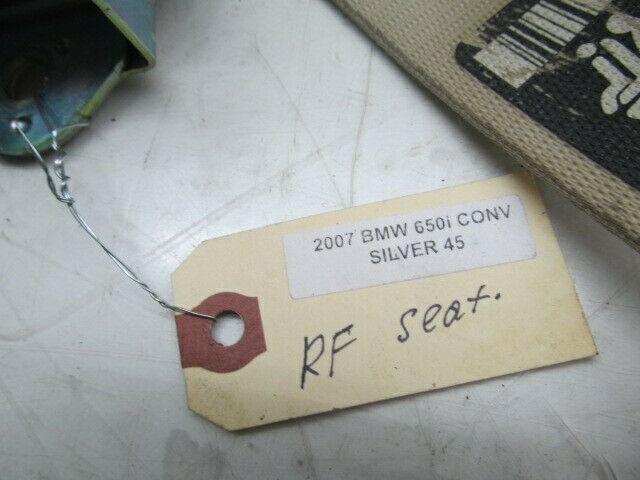 2007 BMW 650i CONV
SILVER 45
RF seat.